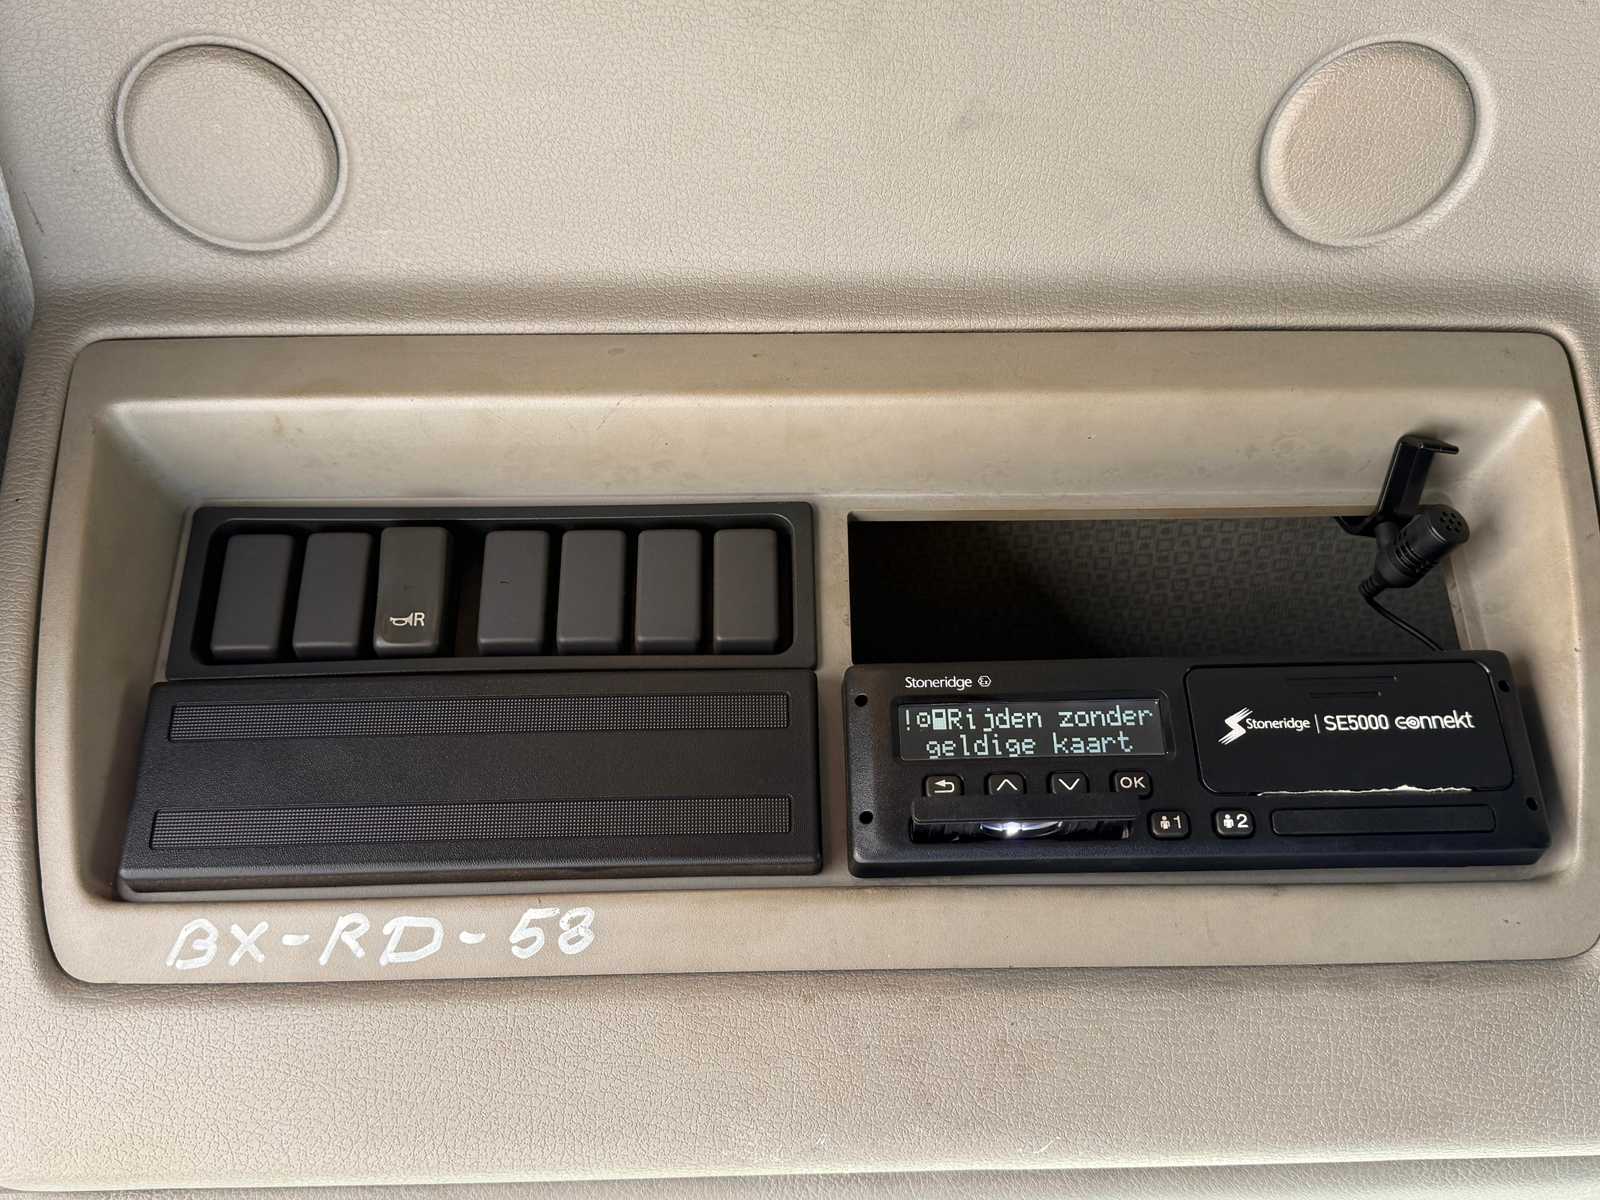 R
Stoneridge
!Rijden zonder
geldige kaart
Stoneridge | SE5000 connekt
OK
1
2
BX-RD-58